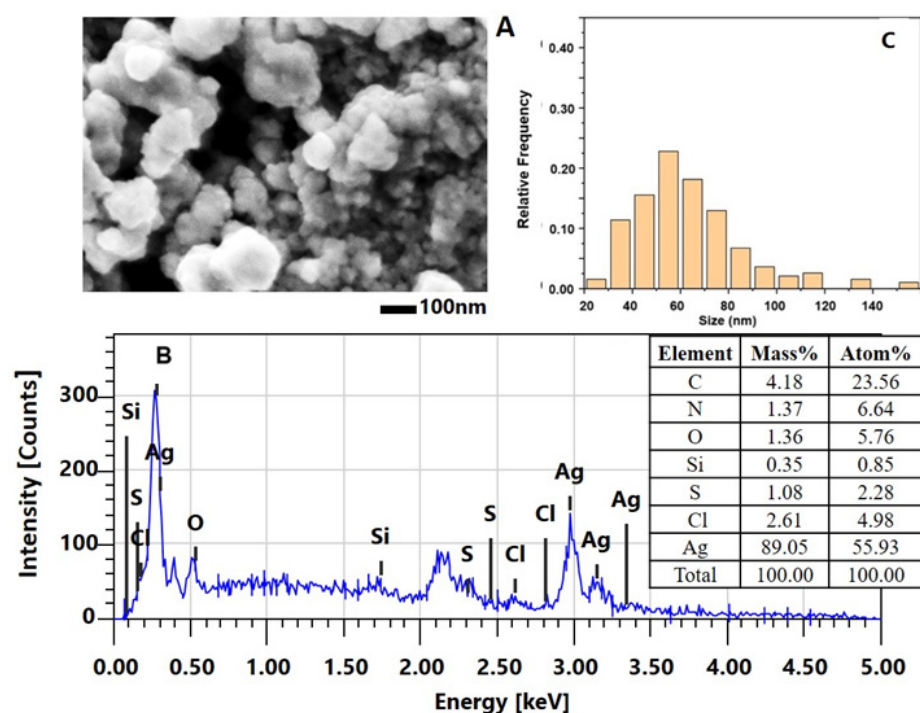 A
100nm
C
0.40
0.30
0.20
0.10
0.00
Relative Frequency
20 40 60 80 100 120 140
Size (nm)
B
Intensity [Counts]
300
200
100
0
Si
S
Cl
Ag
O
Si
S
S
Cl
Cl
Ag
Ag
Ag
0.00 0.50 1.00 1.50 2.00 2.50 3.00 3.50 4.00 4.50 5.00
Energy [keV]
Element Mass% Atom%
C 4.18 23.56
N 1.37 6.64
O 1.36 5.76
Si 0.35 0.85
S 1.08 2.28
Cl 2.61 4.98
Ag 89.05 55.93
Total 100.00 100.00